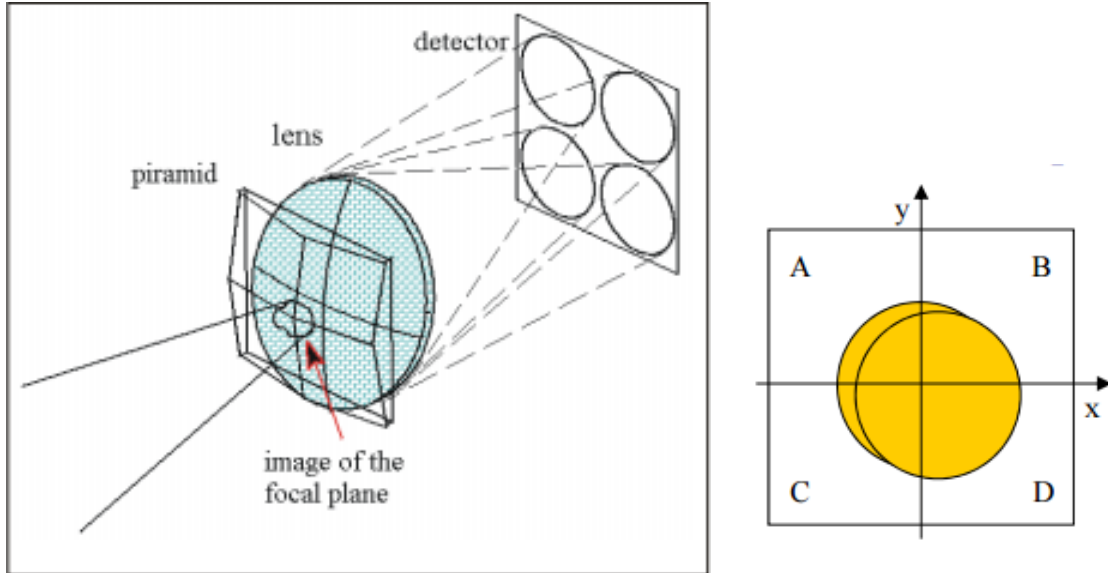 detector
lens
piramid
image of the
focal plane
y
A
B
x
C
D